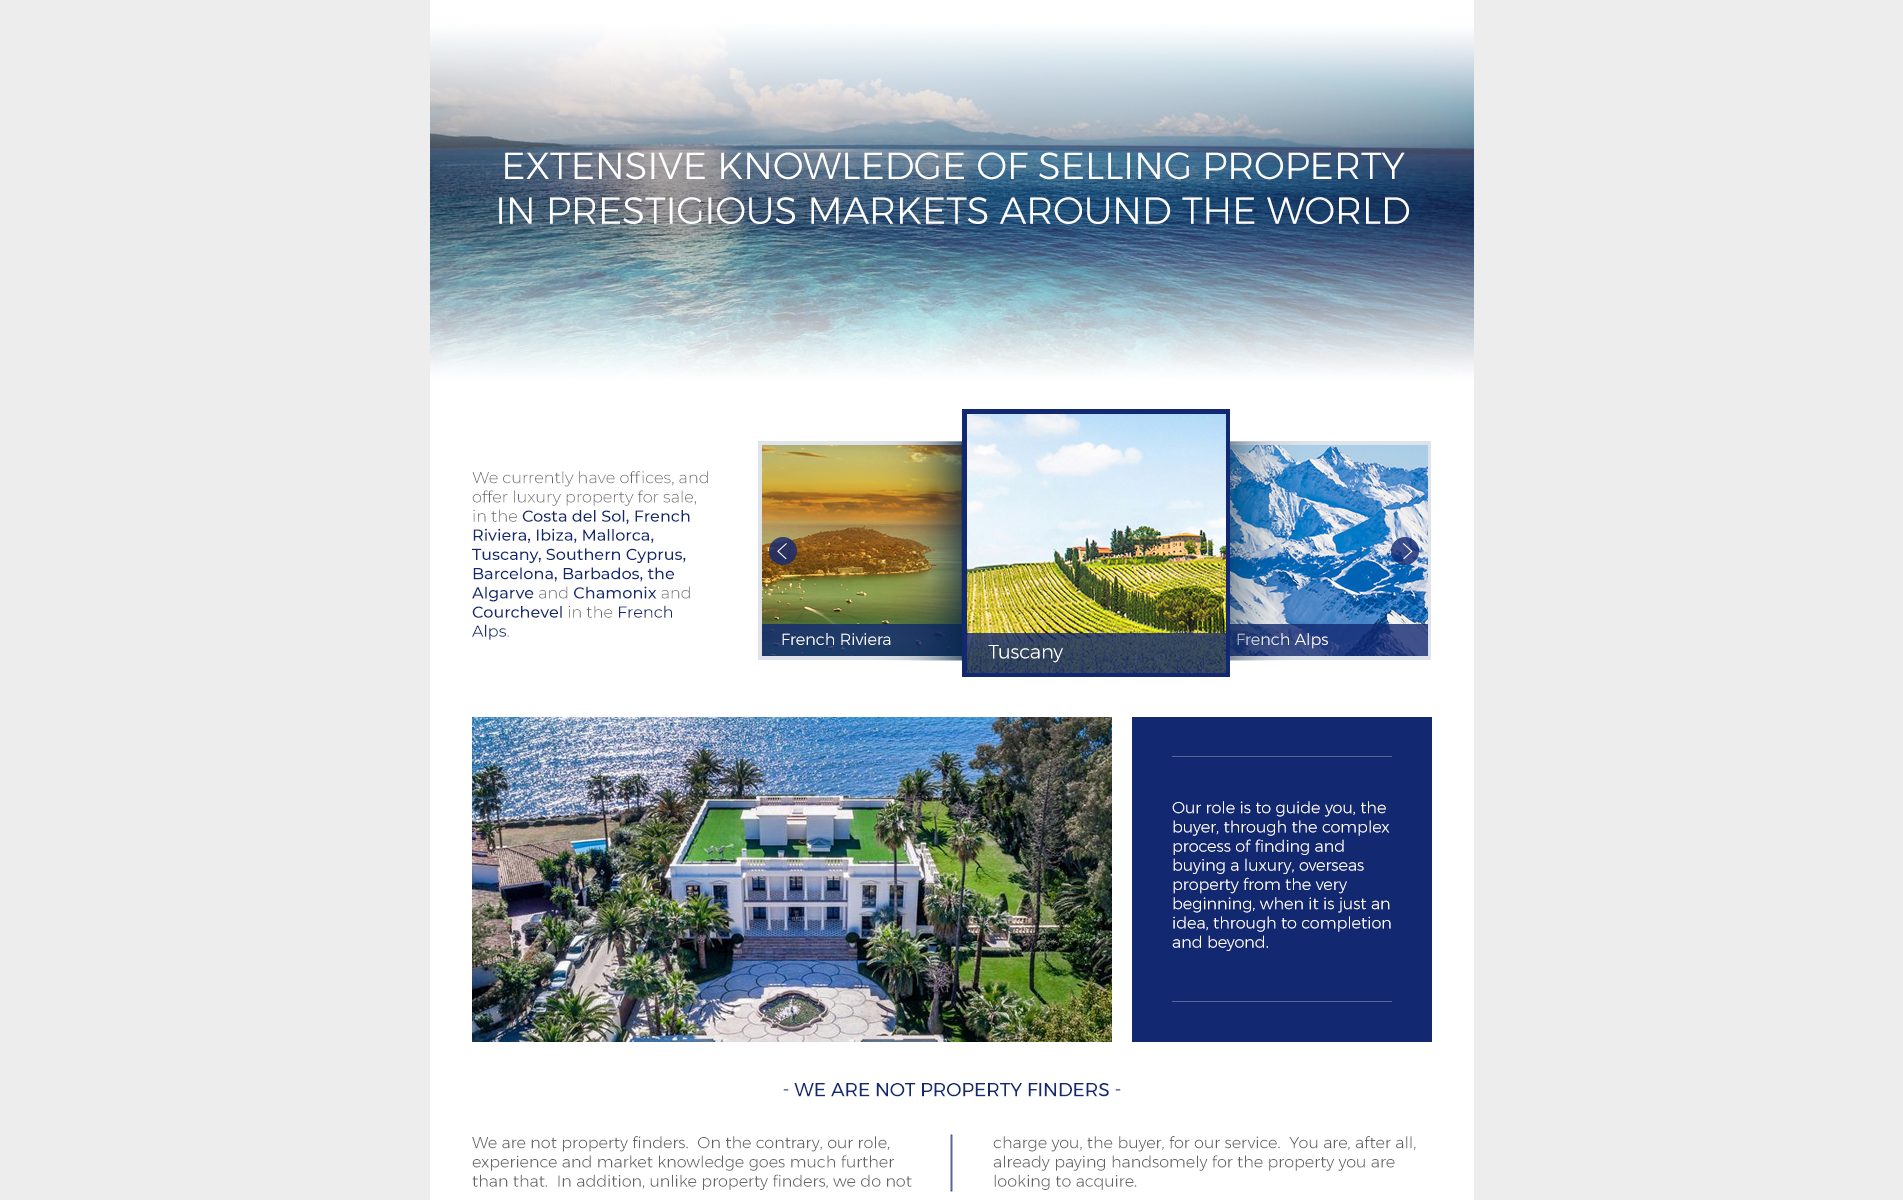 EXTENSIVE KNOWLEDGE OF SELLING PROPERTY
IN PRESTIGIOUS MARKETS AROUND THE WORLD
We currently have offices, and
offer luxury property for sale,
in the Costa del Sol, French
Riviera, Ibiza, Mallorca,
Tuscany, Southern Cyprus,
Barcelona, Barbados, the
Algarve and Chamonix and
Courchevel in the French
Alps.
French Riviera
Tuscany
French Alps
Our role is to guide you, the
buyer, through the complex
process of finding and
buying a luxury, overseas
property from the very
beginning, when it is just an
idea, through to completion
and beyond.
- WE ARE NOT PROPERTY FINDERS -
We are not property finders.  On the contrary, our role,
experience and market knowledge goes much further
than that.  In addition, unlike property finders, we do not
charge you, the buyer, for our service.  You are, after all,
already paying handsomely for the property you are
looking to acquire.